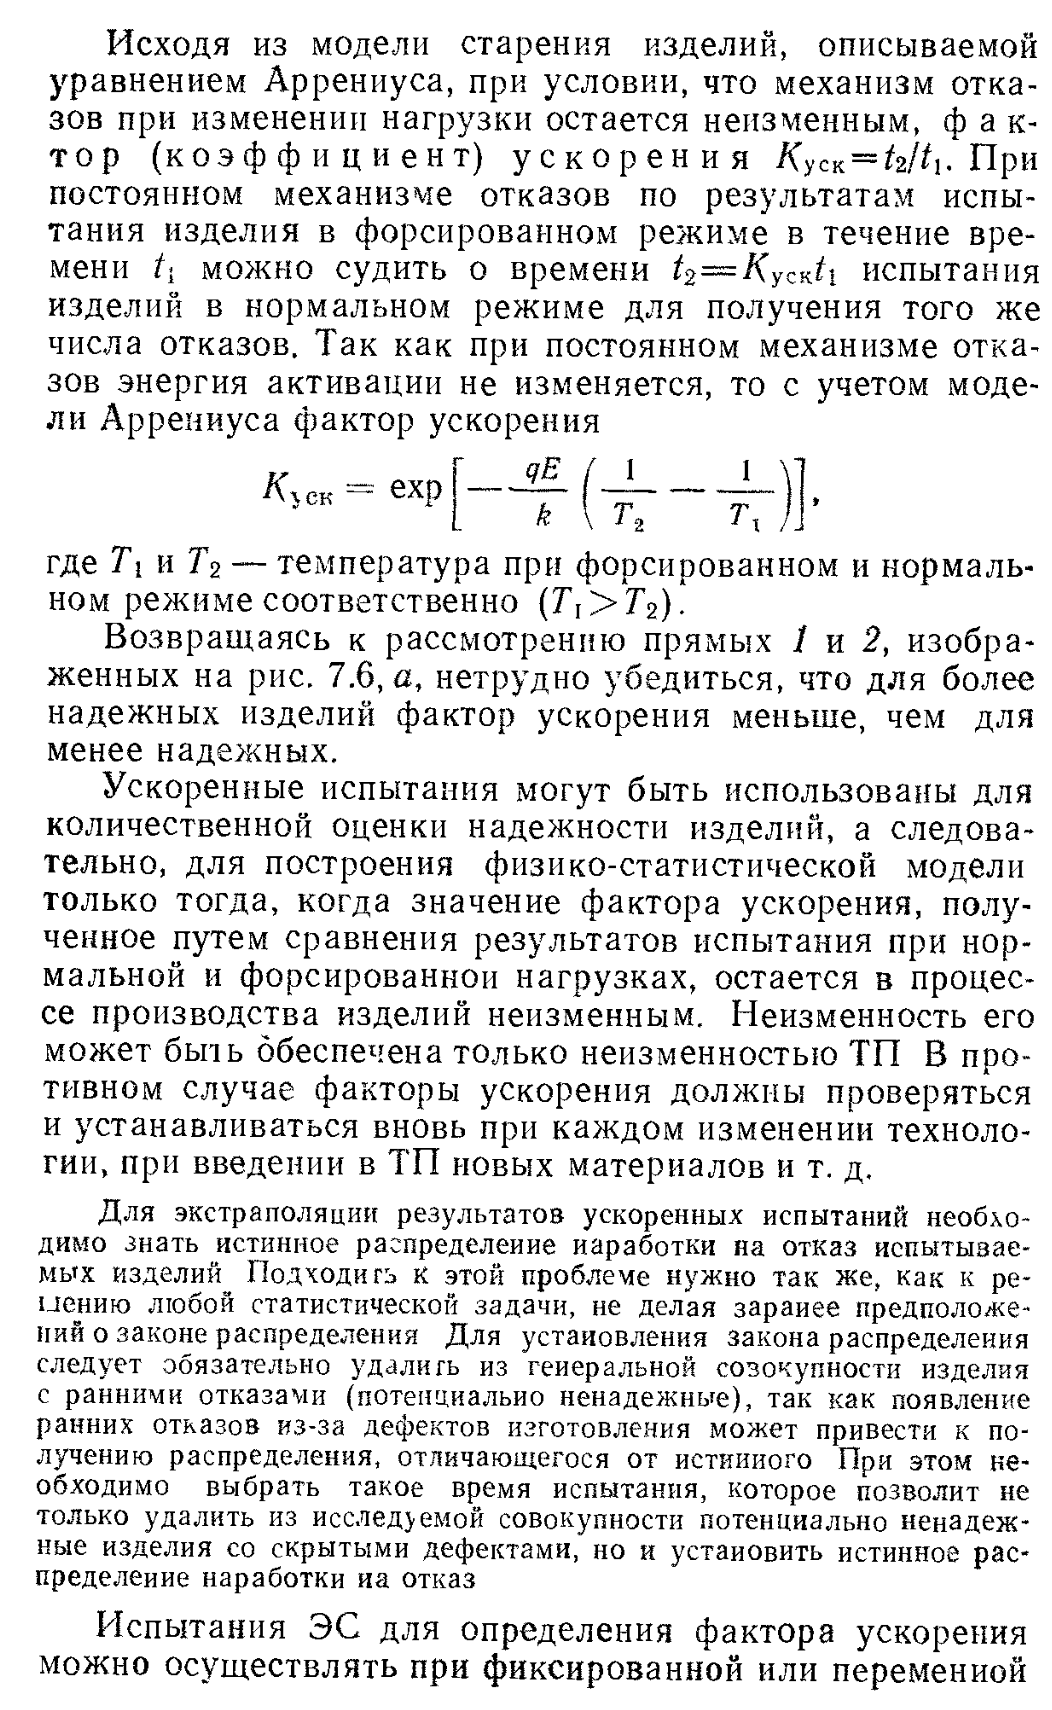 Исходя из модели старения изделий, описываемой
уравнением Аррениуса, при условии, что механизм отка-
зов при изменении нагрузки остается неизменным, фак-
тор (коэффициент) ускорения Kуск=t₂/t₁. При
постоянном механизме отказов по результатам испы-
тания изделия в форсированном режиме в течение вре-
мени t₁ можно судить о времени t₂=Kускt₁ испытания
изделий в нормальном режиме для получения того же
числа отказов. Так как при постоянном механизме отка-
зов энергия активации не изменяется, то с учетом моде-
ли Аррениуса фактор ускорения
Kуск = exp[— qE/k (1/T₂ — 1/T₁)],
где T₁ и T₂ — температура при форсированном и нормаль-
ном режиме соответственно (T₁>T₂).
Возвращаясь к рассмотрению прямых 1 и 2, изобра-
женных на рис. 7.6, а, нетрудно убедиться, что для более
надежных изделий фактор ускорения меньше, чем для
менее надежных.
Ускоренные испытания могут быть использованы для
количественной оценки надежности изделий, а следова-
тельно, для построения физико-статистической модели
только тогда, когда значение фактора ускорения, полу-
ченное путем сравнения результатов испытания при нор-
мальной и форсированной нагрузках, остается в процес-
се производства изделий неизменным. Неизменность его
может быть обеспечена только неизменностью ТП В про-
тивном случае факторы ускорения должны проверяться
и устанавливаться вновь при каждом изменении техноло-
гии, при введении в ТП новых материалов и т. д.
Для экстраполяции результатов ускоренных испытаний необхо-
димо знать истинное распределение наработки на отказ испытывае-
мых изделий Подходить к этой проблеме нужно так же, как к ре-
шению любой статистической задачи, не делая заранее предположе-
ний о законе распределения Для установления закона распределения
следует обязательно удалить из генеральной совокупности изделия
с ранними отказами (потенциально ненадежные), так как появление
ранних отказов из-за дефектов изготовления может привести к по-
лучению распределения, отличающегося от истинного При этом не-
обходимо выбрать такое время испытания, которое позволит не
только удалить из исследуемой совокупности потенциально ненадеж-
ные изделия со скрытыми дефектами, но и установить истинное рас-
пределение наработки на отказ
Испытания ЭС для определения фактора ускорения
можно осуществлять при фиксированной или переменной